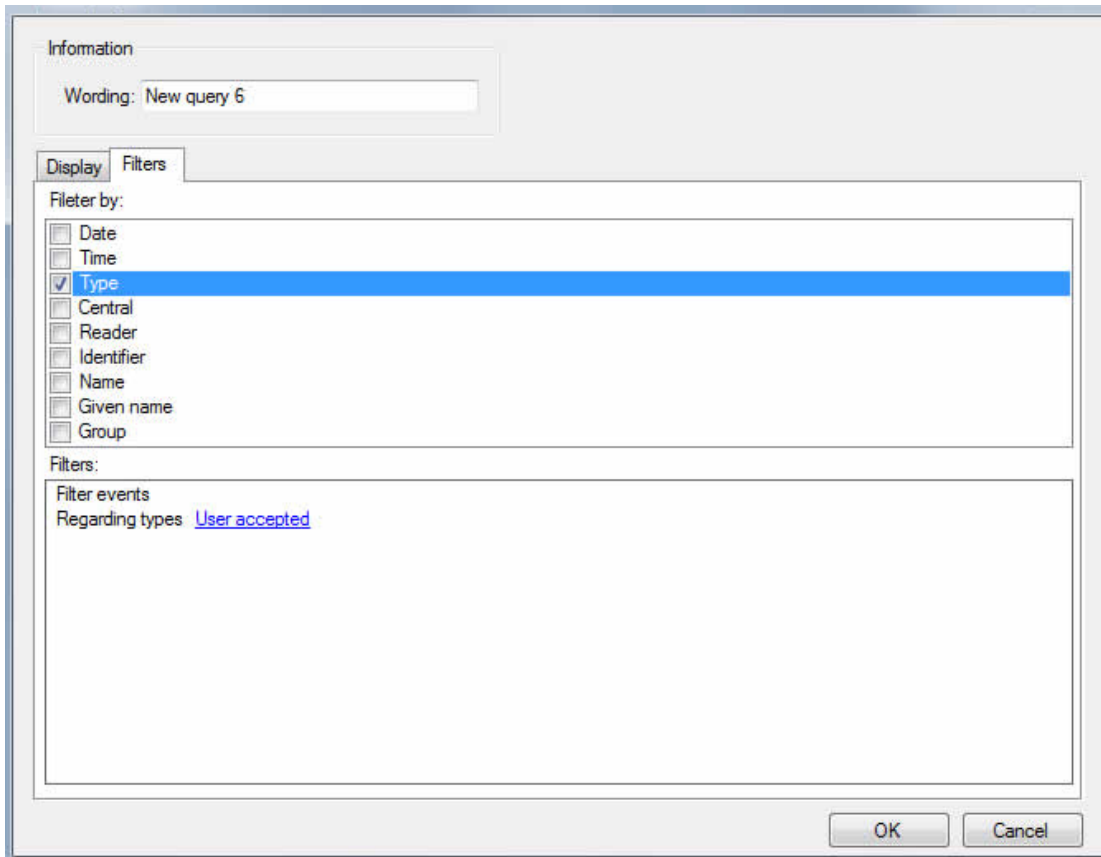 Information
Wording: New query 6
Display Filters
Fileter by:
Date
Time
Type
Central
Reader
Identifier
Name
Given name
Group
Filters:
Filter events
Regarding types User accepted
OK Cancel